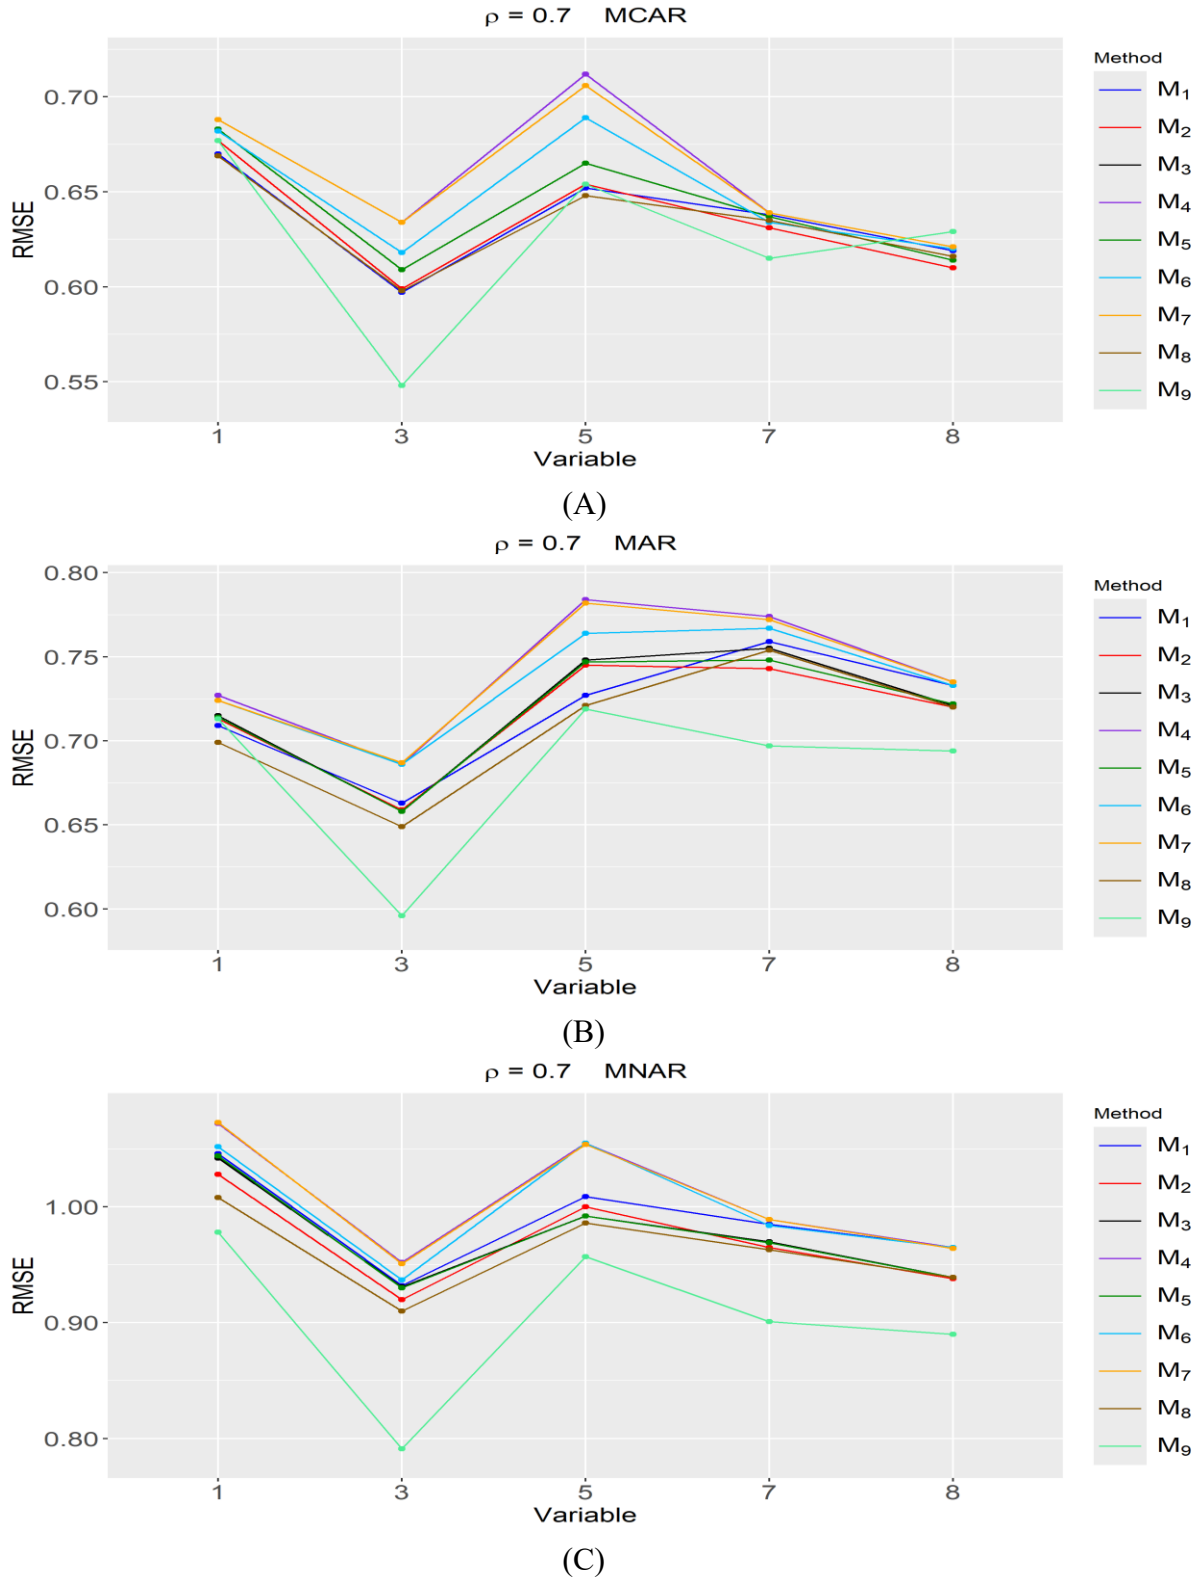 ρ = 0.7 MCAR
RMSE
0.70
0.65
0.60
0.55
1 3 5 7 8
Variable
Method
M₁
M₂
M₃
M₄
M₅
M₆
M₇
M₈
M₉
(A)
ρ = 0.7 MAR
RMSE
0.80
0.75
0.70
0.65
0.60
1 3 5 7 8
Variable
Method
M₁
M₂
M₃
M₄
M₅
M₆
M₇
M₈
M₉
(B)
ρ = 0.7 MNAR
RMSE
1.00
0.90
0.80
1 3 5 7 8
Variable
Method
M₁
M₂
M₃
M₄
M₅
M₆
M₇
M₈
M₉
(C)